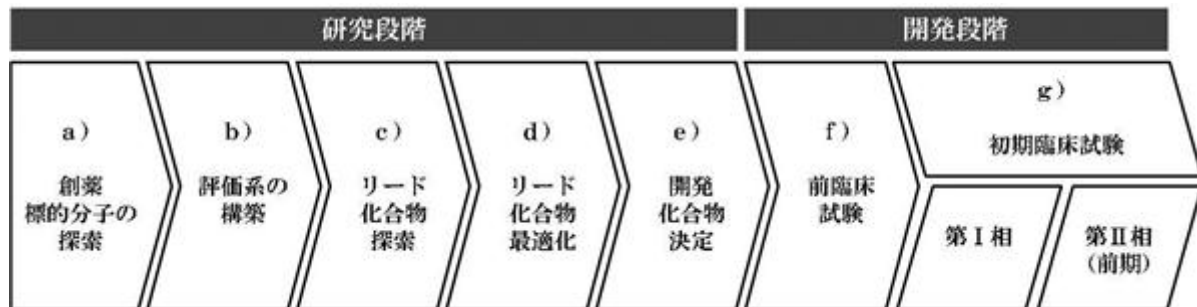 研究段階
開発段階
a)
創薬
標的分子の
探索
b)
評価系の
構築
c)
リード
化合物
探索
d)
リード
化合物
最適化
e)
開発
化合物
決定
f)
前臨床
試験
g)
初期臨床試験
第Ⅰ相
第Ⅱ相
(前期)